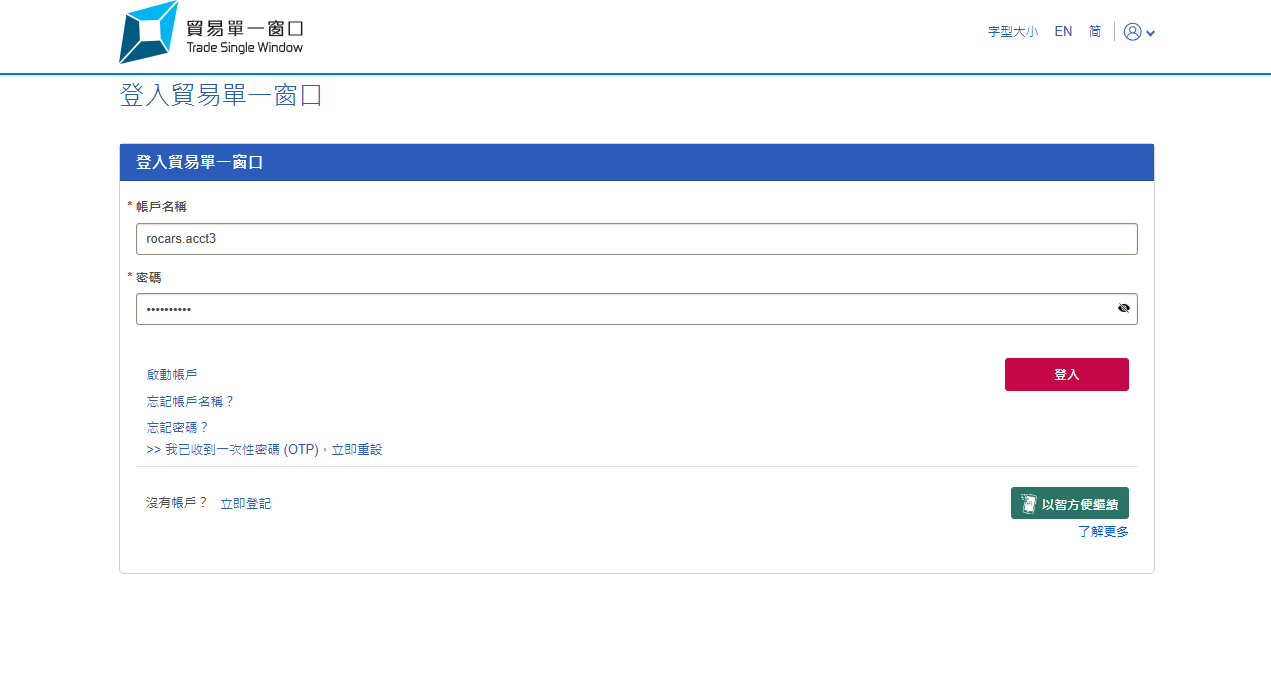 貿易單一窗口
Trade Single Window
字型大小 EN 简
登入貿易單一窗口
登入貿易單一窗口
* 帳戶名稱
rocars.acct3
* 密碼
••••••••••
啟動帳戶
登入
忘記帳戶名稱？
忘記密碼？
>> 我已收到一次性密碼 (OTP)，立即重設
沒有帳戶？ 立即登記
以智方便繼續
了解更多